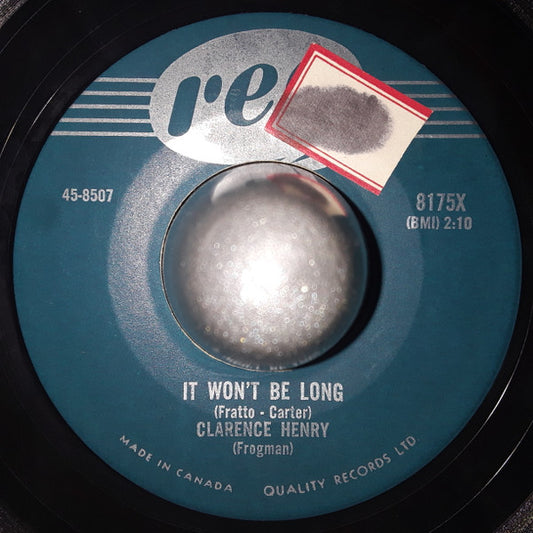 re
45-8507
8175X
(BMI) 2:10
IT WON'T BE LONG
(Fratto - Carter)
CLARENCE HENRY
(Frogman)
MADE IN CANADA QUALITY RECORDS LTD